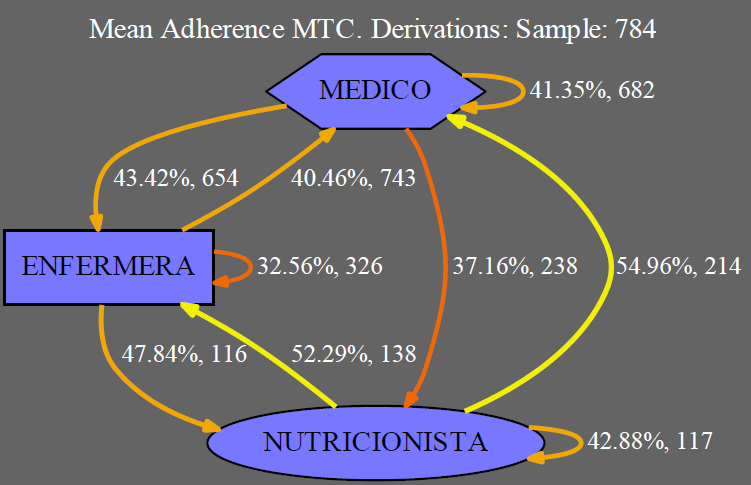 Mean Adherence MTC. Derivations: Sample: 784
MEDICO
41.35%, 682
43.42%, 654
40.46%, 743
ENFERMERA
32.56%, 326
37.16%, 238
54.96%, 214
47.84%, 116
52.29%, 138
NUTRICIONISTA
42.88%, 117